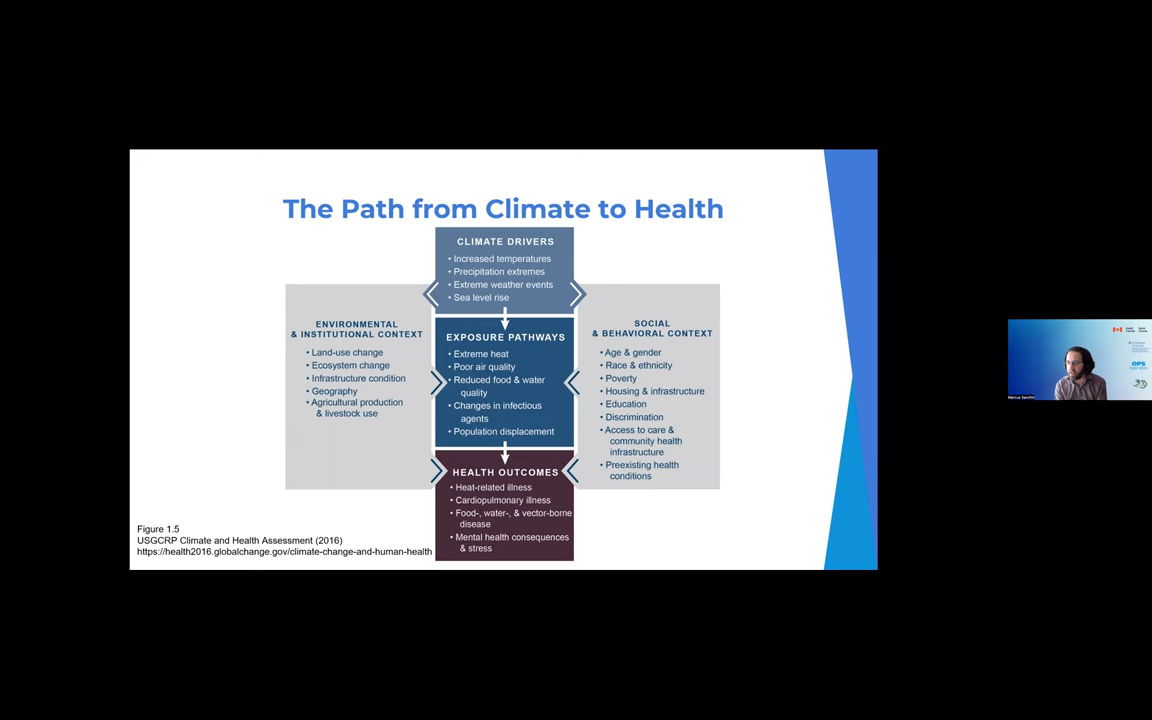 The Path from Climate to Health
CLIMATE DRIVERS
• Increased temperatures
• Precipitation extremes
• Extreme weather events
• Sea level rise
ENVIRONMENTAL
& INSTITUTIONAL CONTEXT
• Land-use change
• Ecosystem change
• Infrastructure condition
• Geography
• Agricultural production
& livestock use
EXPOSURE PATHWAYS
• Extreme heat
• Poor air quality
• Reduced food & water
quality
• Changes in infectious
agents
• Population displacement
SOCIAL
& BEHAVIORAL CONTEXT
• Age & gender
• Race & ethnicity
• Poverty
• Housing & infrastructure
• Education
• Discrimination
• Access to care &
community health
infrastructure
• Preexisting health
conditions
HEALTH OUTCOMES
• Heat-related illness
• Cardiopulmonary illness
• Food-, water-, & vector-borne
disease
• Mental health consequences
& stress
Figure 1.5
USGCRP Climate and Health Assessment (2016)
https://health2016.globalchange.gov/climate-change-and-human-health
OPS